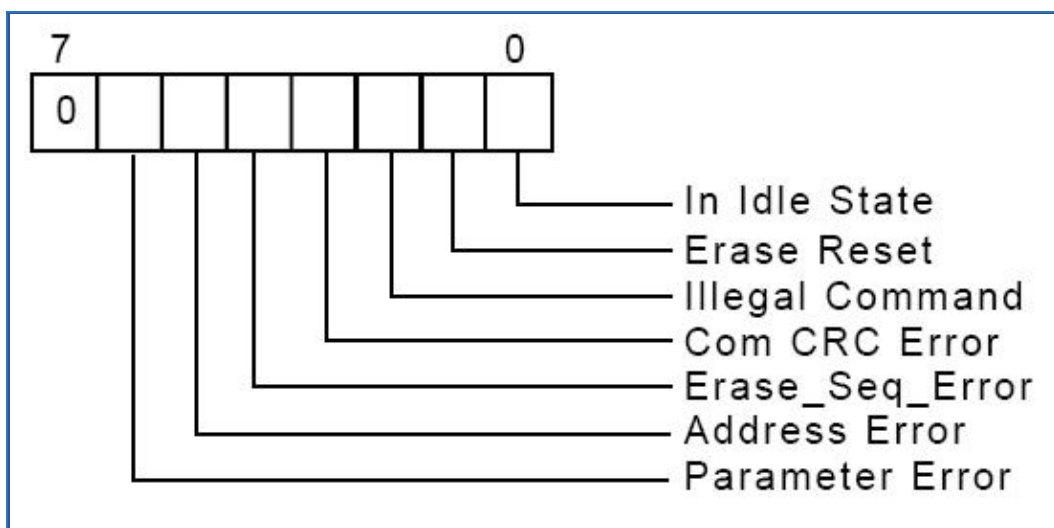 7 0
0
In Idle State
Erase Reset
Illegal Command
Com CRC Error
Erase_Seq_Error
Address Error
Parameter Error